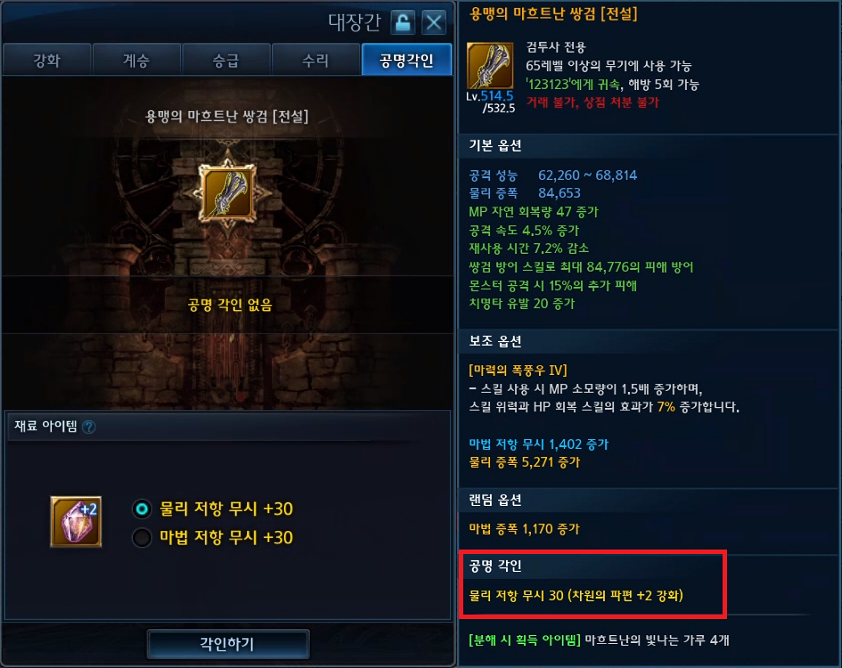 대장간
강화
계승
승급
수리
공명각인
용맹의 마흐트난 쌍검 [전설]
공명 각인 없음
재료 아이템 ?
+2
물리 저항 무시 +30
마법 저항 무시 +30
각인하기
용맹의 마흐트난 쌍검 [전설]
검투사 전용
65레벨 이상의 무기에 사용 가능
'123123'에게 귀속, 해방 5회 가능
거래 불가, 상점 처분 불가
Lv.514.5
/532.5
기본 옵션
공격 성능 62,260 ~ 68,814
물리 증폭 84,653
MP 자연 회복량 47 증가
공격 속도 4.5% 증가
재사용 시간 7.2% 감소
쌍검 방어 스킬로 최대 84,776의 피해 방어
몬스터 공격 시 15%의 추가 피해
치명타 유발 20 증가
보조 옵션
[마력의 폭풍우 IV]
- 스킬 사용 시 MP 소모량이 1.5배 증가하며,
스킬 위력과 HP 회복 스킬의 효과가 7% 증가합니다.
마법 저항 무시 1,402 증가
물리 증폭 5,271 증가
랜덤 옵션
마법 증폭 1,170 증가
공명 각인
물리 저항 무시 30 (차원의 파편 +2 강화)
[분해 시 획득 아이템] 마흐트난의 빛나는 가루 4개